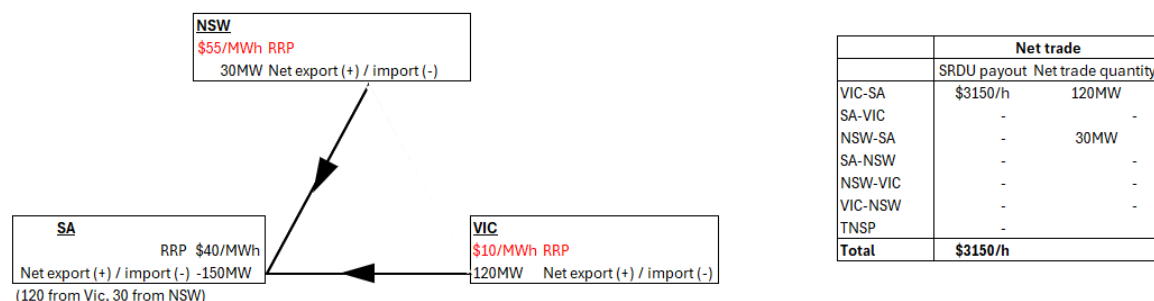 NSW
$55/MWh RRP
30MW Net export (+) / import (-)
SA
RRP $40/MWh
Net export (+) / import (-) -150MW
(120 from Vic, 30 from NSW)
VIC
$10/MWh RRP
120MW Net export (+) / import (-)
Net trade
SRDU payout Net trade quantity
VIC-SA $3150/h 120MW
SA-VIC - -
NSW-SA - 30MW
SA-NSW - -
NSW-VIC - -
VIC-NSW - -
TNSP -
Total $3150/h